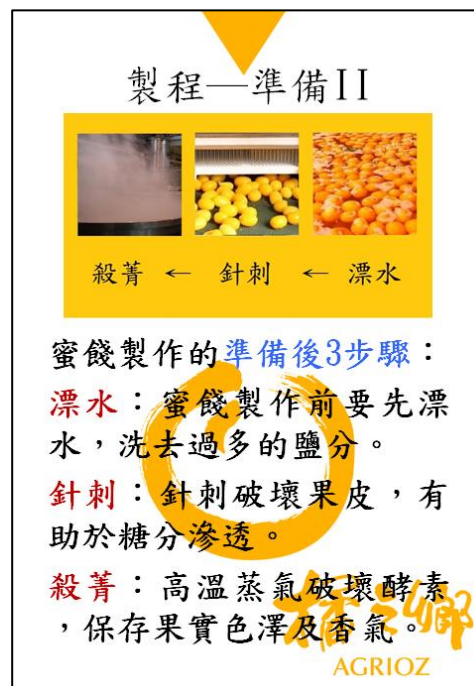 製程—準備II
殺菁 ← 針刺 ← 漂水
蜜餞製作的準備後3步驟：
漂水：蜜餞製作前要先漂
水，洗去過多的鹽分。
針刺：針刺破壞果皮，有
助於糖分滲透。
殺菁：高溫蒸氣破壞酵素
，保存果實色澤及香氣。
橘之鄉
AGRIOZ